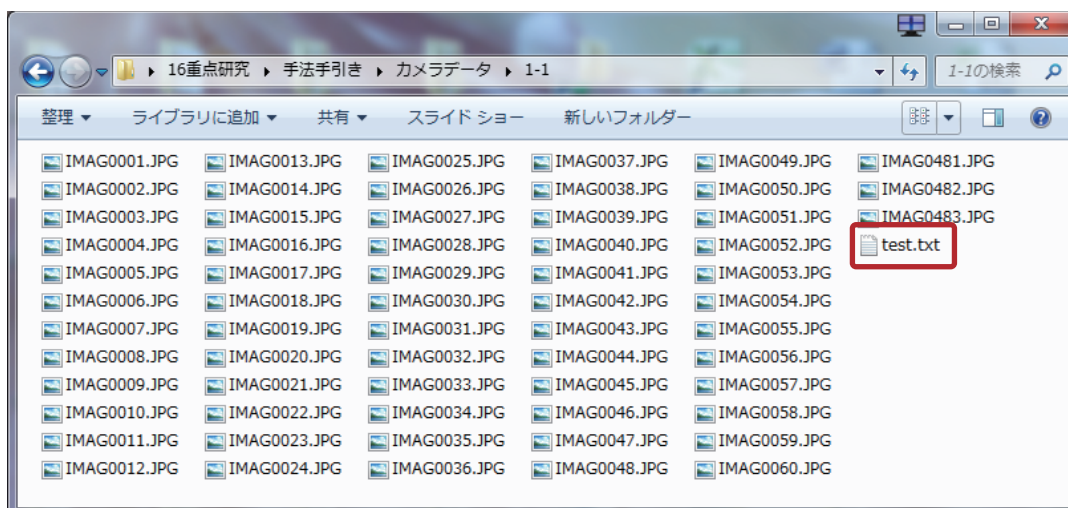 16重点研究 ▸ 手法手引き ▸ カメラデータ ▸ 1-1
1-1の検索
整理 ▼ ライブラリに追加 ▼ 共有 ▼ スライド ショー 新しいフォルダー
IMAG0001.JPG IMAG0013.JPG IMAG0025.JPG IMAG0037.JPG IMAG0049.JPG IMAG0481.JPG
IMAG0002.JPG IMAG0014.JPG IMAG0026.JPG IMAG0038.JPG IMAG0050.JPG IMAG0482.JPG
IMAG0003.JPG IMAG0015.JPG IMAG0027.JPG IMAG0039.JPG IMAG0051.JPG IMAG0483.JPG
IMAG0004.JPG IMAG0016.JPG IMAG0028.JPG IMAG0040.JPG IMAG0052.JPG test.txt
IMAG0005.JPG IMAG0017.JPG IMAG0029.JPG IMAG0041.JPG IMAG0053.JPG
IMAG0006.JPG IMAG0018.JPG IMAG0030.JPG IMAG0042.JPG IMAG0054.JPG
IMAG0007.JPG IMAG0019.JPG IMAG0031.JPG IMAG0043.JPG IMAG0055.JPG
IMAG0008.JPG IMAG0020.JPG IMAG0032.JPG IMAG0044.JPG IMAG0056.JPG
IMAG0009.JPG IMAG0021.JPG IMAG0033.JPG IMAG0045.JPG IMAG0057.JPG
IMAG0010.JPG IMAG0022.JPG IMAG0034.JPG IMAG0046.JPG IMAG0058.JPG
IMAG0011.JPG IMAG0023.JPG IMAG0035.JPG IMAG0047.JPG IMAG0059.JPG
IMAG0012.JPG IMAG0024.JPG IMAG0036.JPG IMAG0048.JPG IMAG0060.JPG